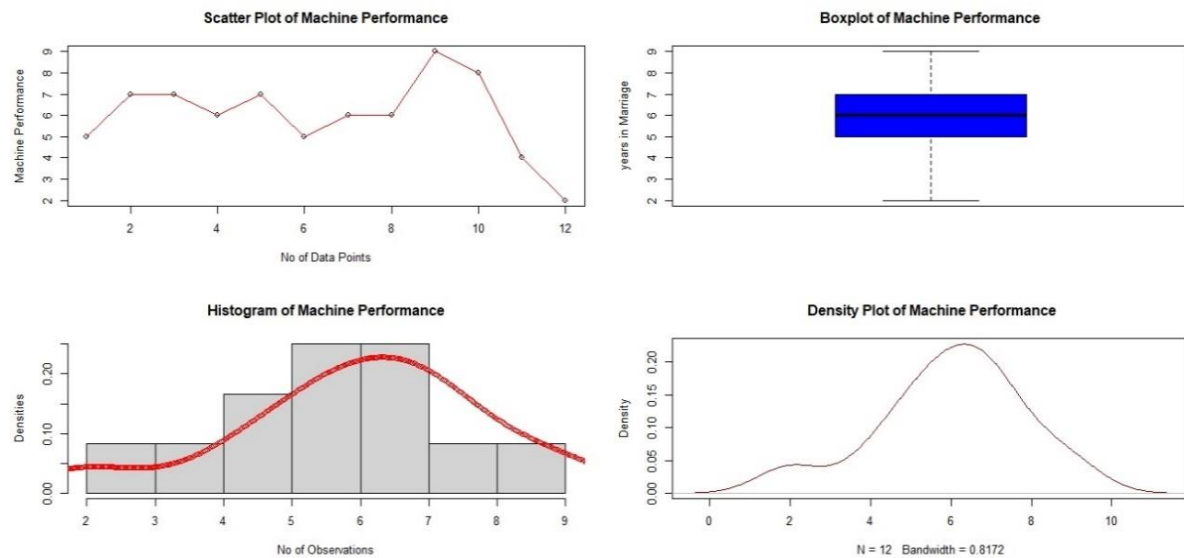 Scatter Plot of Machine Performance
Machine Performance
2 3 4 5 6 7 8 9
2 4 6 8 10 12
No of Data Points
Boxplot of Machine Performance
years in Marriage
2 3 4 5 6 7 8 9
Histogram of Machine Performance
Densities
0.00 0.10 0.20
2 3 4 5 6 7 8 9
No of Observations
Density Plot of Machine Performance
Density
0.00 0.05 0.10 0.15 0.20
0 2 4 6 8 10
N = 12 Bandwidth = 0.8172